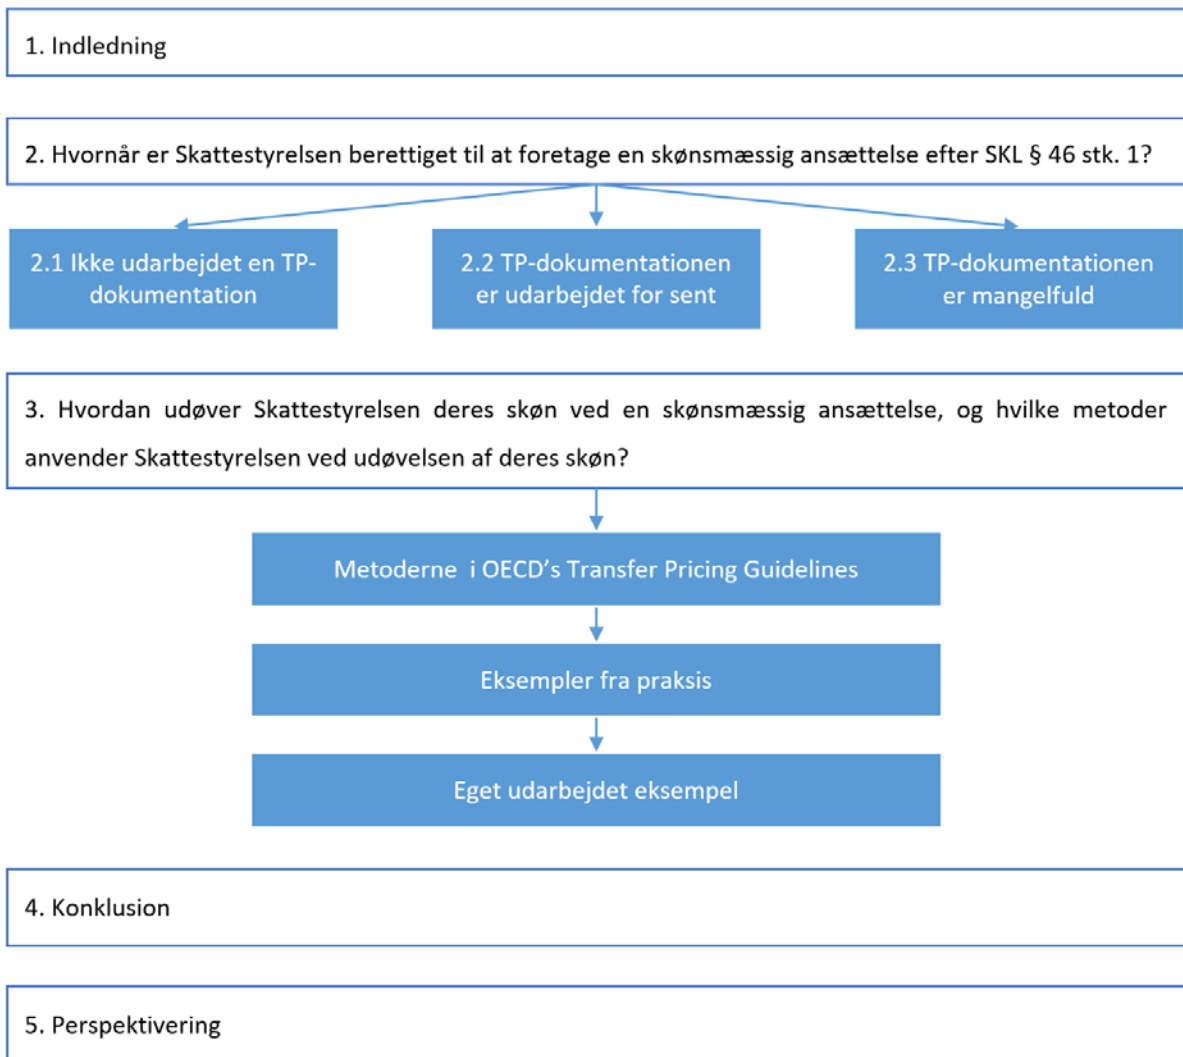 1. Indledning
2. Hvornår er Skattestyrelsen berettiget til at foretage en skønsmæssig ansættelse efter SKL § 46 stk. 1?
2.1 Ikke udarbejdet en TP-
dokumentation
2.2 TP-dokumentationen
er udarbejdet for sent
2.3 TP-dokumentationen
er mangelfuld
3. Hvordan udøver Skattestyrelsen deres skøn ved en skønsmæssig ansættelse, og hvilke metoder
anvender Skattestyrelsen ved udøvelsen af deres skøn?
Metoderne i OECD's Transfer Pricing Guidelines
Eksempler fra praksis
Eget udarbejdet eksempel
4. Konklusion
5. Perspektivering